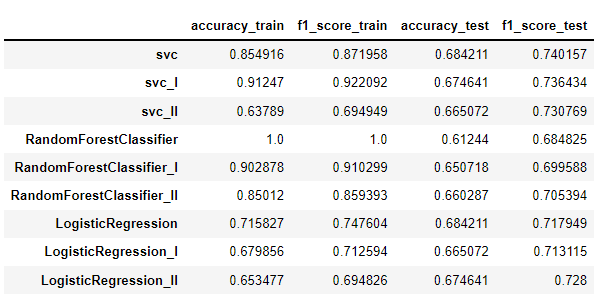 accuracy_train f1_score_train accuracy_test f1_score_test
svc 0.854916 0.871958 0.684211 0.740157
svc_I 0.91247 0.922092 0.674641 0.736434
svc_II 0.63789 0.694949 0.665072 0.730769
RandomForestClassifier 1.0 1.0 0.61244 0.684825
RandomForestClassifier_I 0.902878 0.910299 0.650718 0.699588
RandomForestClassifier_II 0.85012 0.859393 0.660287 0.705394
LogisticRegression 0.715827 0.747604 0.684211 0.717949
LogisticRegression_I 0.679856 0.712594 0.665072 0.713115
LogisticRegression_II 0.653477 0.694826 0.674641 0.728